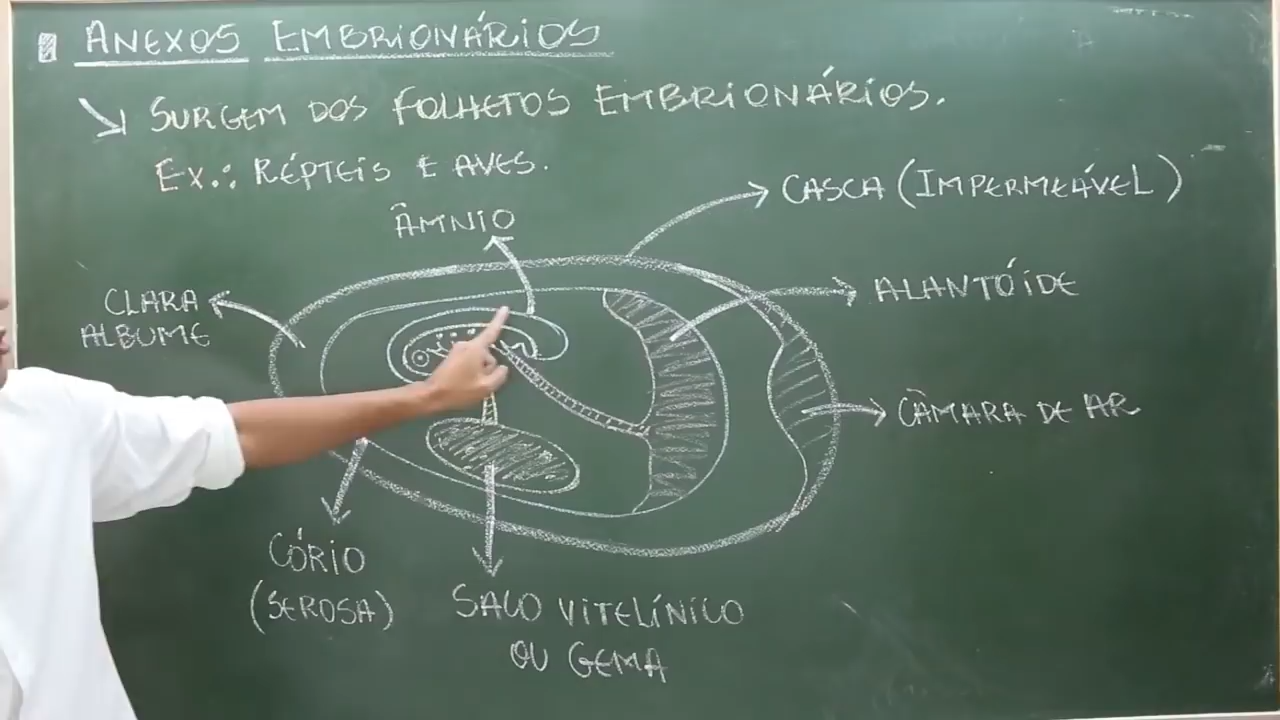 ANEXOS EMBRIONÁRIOS
↘ SURGEM DOS FOLHETOS EMBRIONÁRIOS.
EX.: RÉPTEIS E AVES.
CASCA (IMPERMEÁVEL)
ÂMNIO
ALANTÓIDE
CLARA
ALBUME
CÂMARA DE AR
CÓRIO
(SEROSA)
SACO VITELÍNICO
OU GEMA